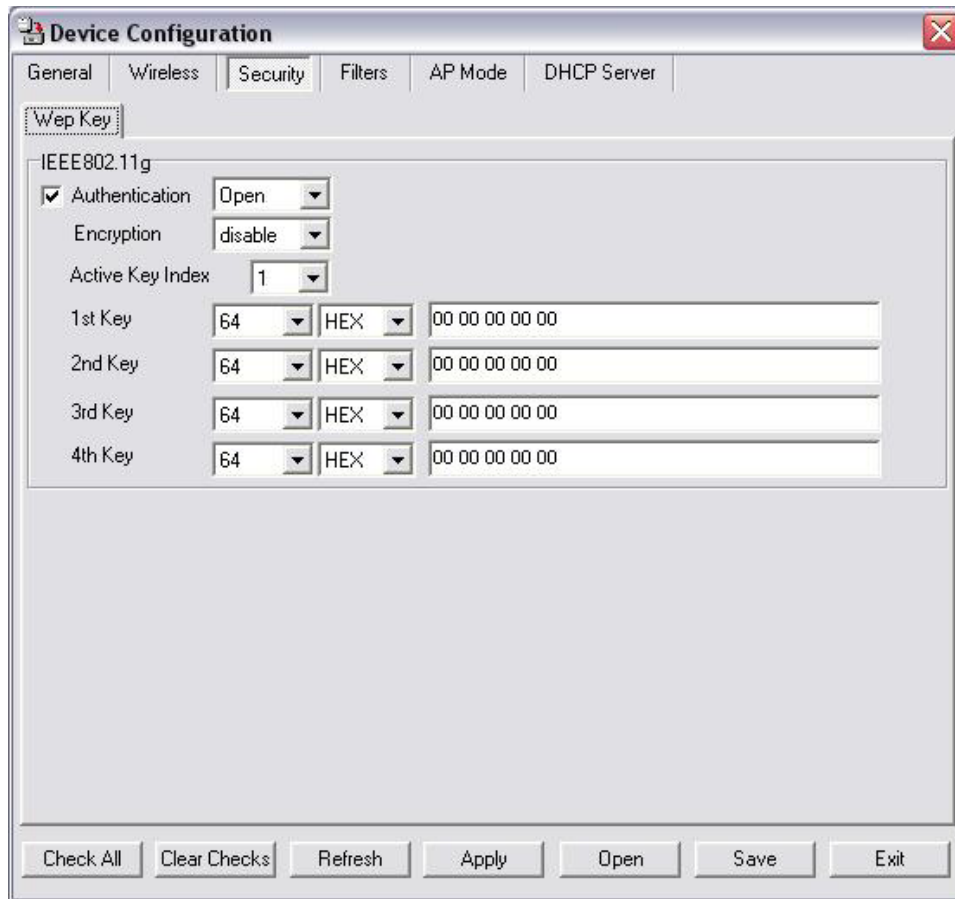 Device Configuration
General Wireless Security Filters AP Mode DHCP Server
Wep Key
IEEE802.11g
Authentication Open
Encryption disable
Active Key Index 1
1st Key 64 HEX 00 00 00 00 00
2nd Key 64 HEX 00 00 00 00 00
3rd Key 64 HEX 00 00 00 00 00
4th Key 64 HEX 00 00 00 00 00
Check All Clear Checks Refresh Apply Open Save Exit